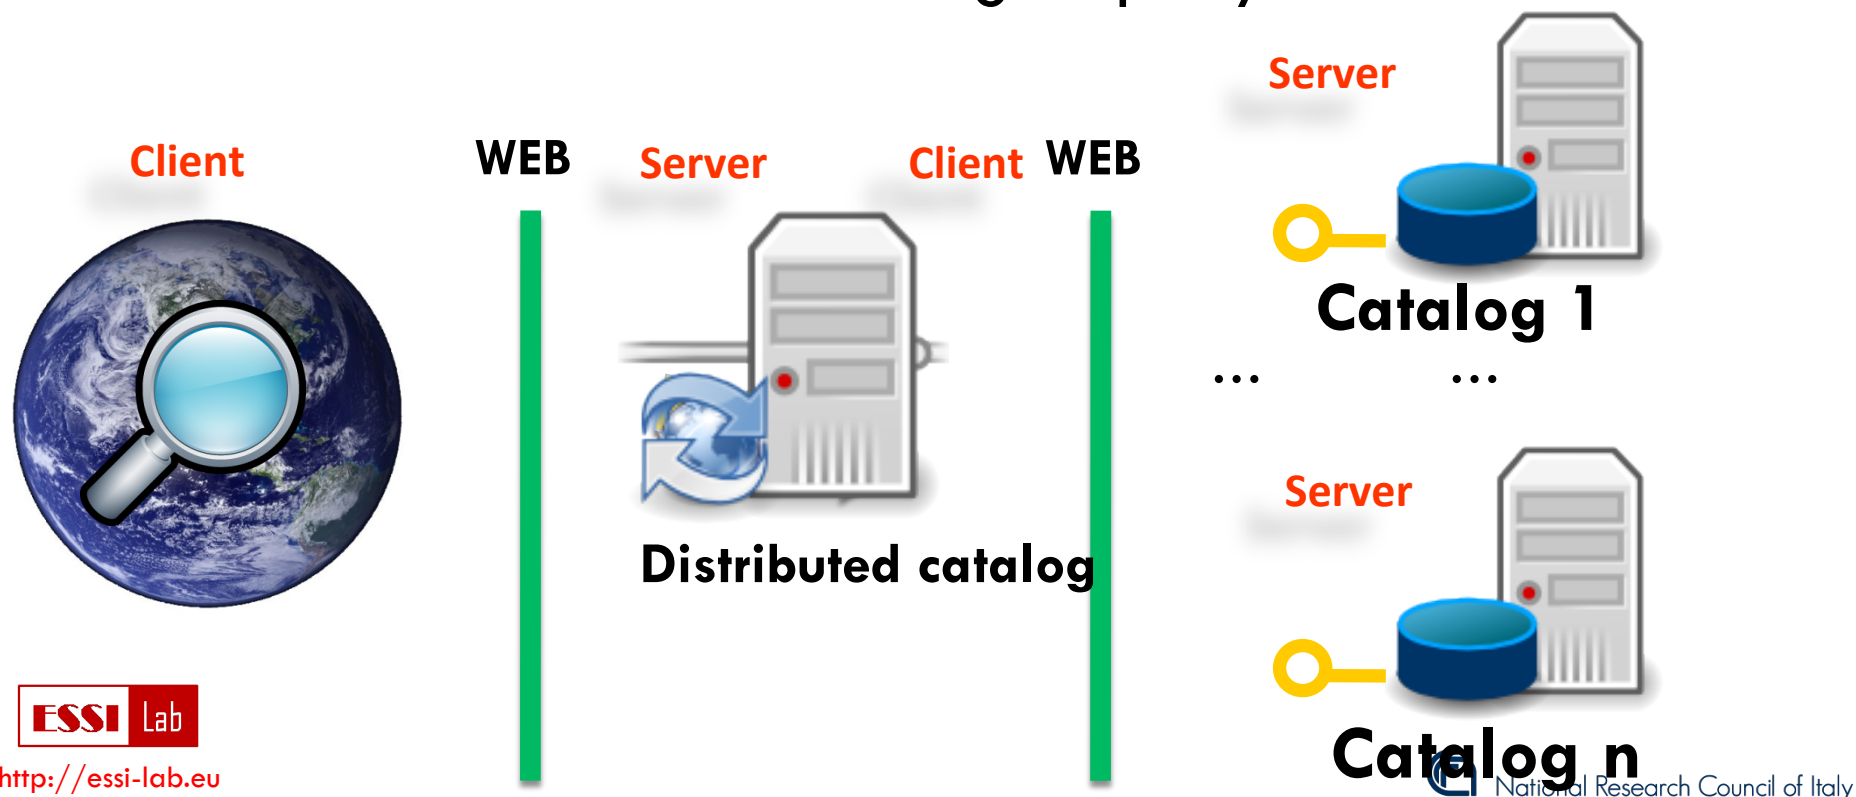 Server
Client
WEB
Server
Client
WEB
Catalog 1
... ...
Server
Distributed catalog
ESSI Lab
Catalog n
http://essi-lab.eu
National Research Council of Italy